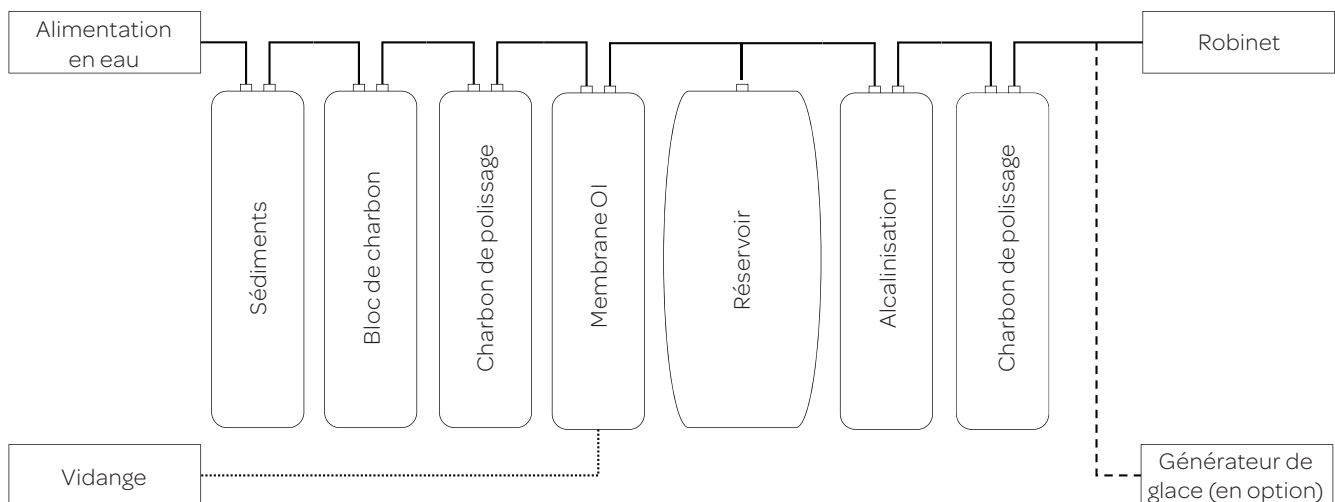 Alimentation
en eau
Robinet
Sédiments
Bloc de charbon
Charbon de polissage
Membrane OI
Réservoir
Alcalinisation
Charbon de polissage
Vidange
Générateur de
glace (en option)